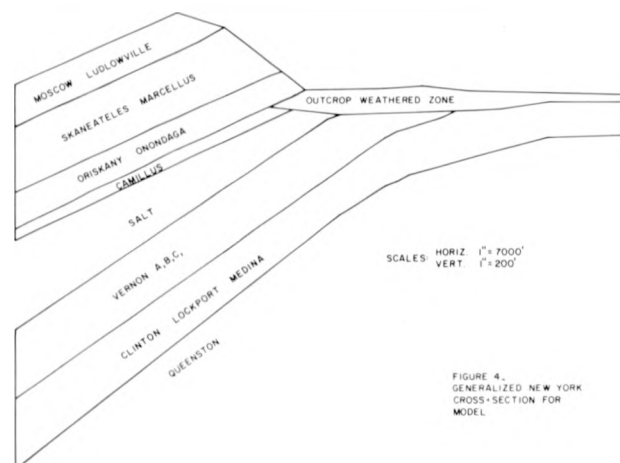 MOSCOW LUDLOWVILLE
SKANEATELES MARCELLUS
ORISKANY ONONDAGA
CAMILLUS
SALT
VERNON A,B,C,
CLINTON LOCKPORT MEDINA
QUEENSTON
OUTCROP WEATHERED ZONE
SCALES: HORIZ. 1"=7000'
VERT. 1"=200'
FIGURE 4.
GENERALIZED NEW YORK
CROSS-SECTION FOR
MODEL